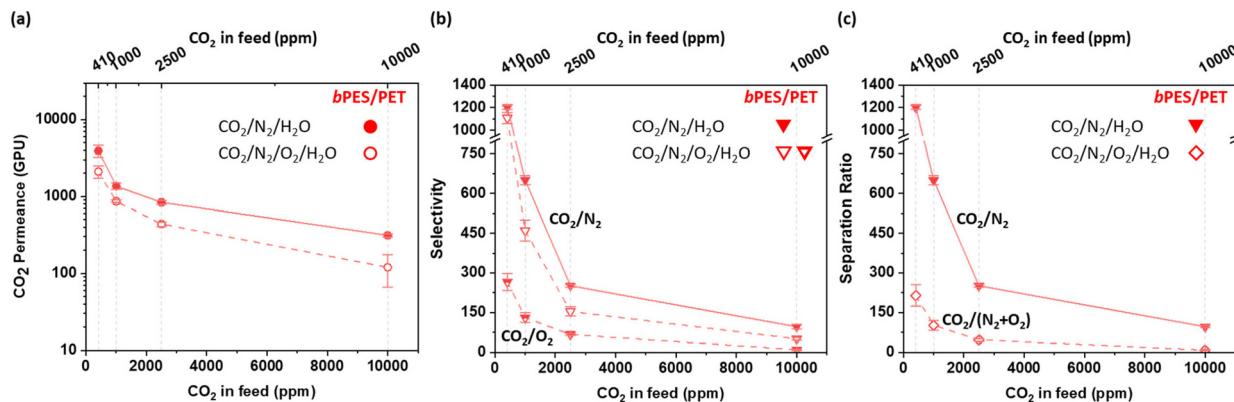 (a)
CO₂ in feed (ppm)
410
1000
2500
10000
bPES/PET
CO₂/N₂/H₂O
CO₂/N₂/O₂/H₂O
CO₂ Permeance (GPU)
10000
1000
100
10
0
2000
4000
6000
8000
10000
CO₂ in feed (ppm)
(b)
CO₂ in feed (ppm)
410
1000
2500
10000
bPES/PET
CO₂/N₂/H₂O
CO₂/N₂/O₂/H₂O
Selectivity
1400
1300
1200
1100
1000
750
600
450
300
150
0
CO₂/N₂
CO₂/O₂
0
2000
4000
6000
8000
10000
CO₂ in feed (ppm)
(c)
CO₂ in feed (ppm)
410
1000
2500
10000
bPES/PET
CO₂/N₂/H₂O
CO₂/N₂/O₂/H₂O
Separation Ratio
1400
1300
1200
1100
1000
750
600
450
300
150
0
CO₂/N₂
CO₂/(N₂+O₂)
0
2000
4000
6000
8000
10000
CO₂ in feed (ppm)